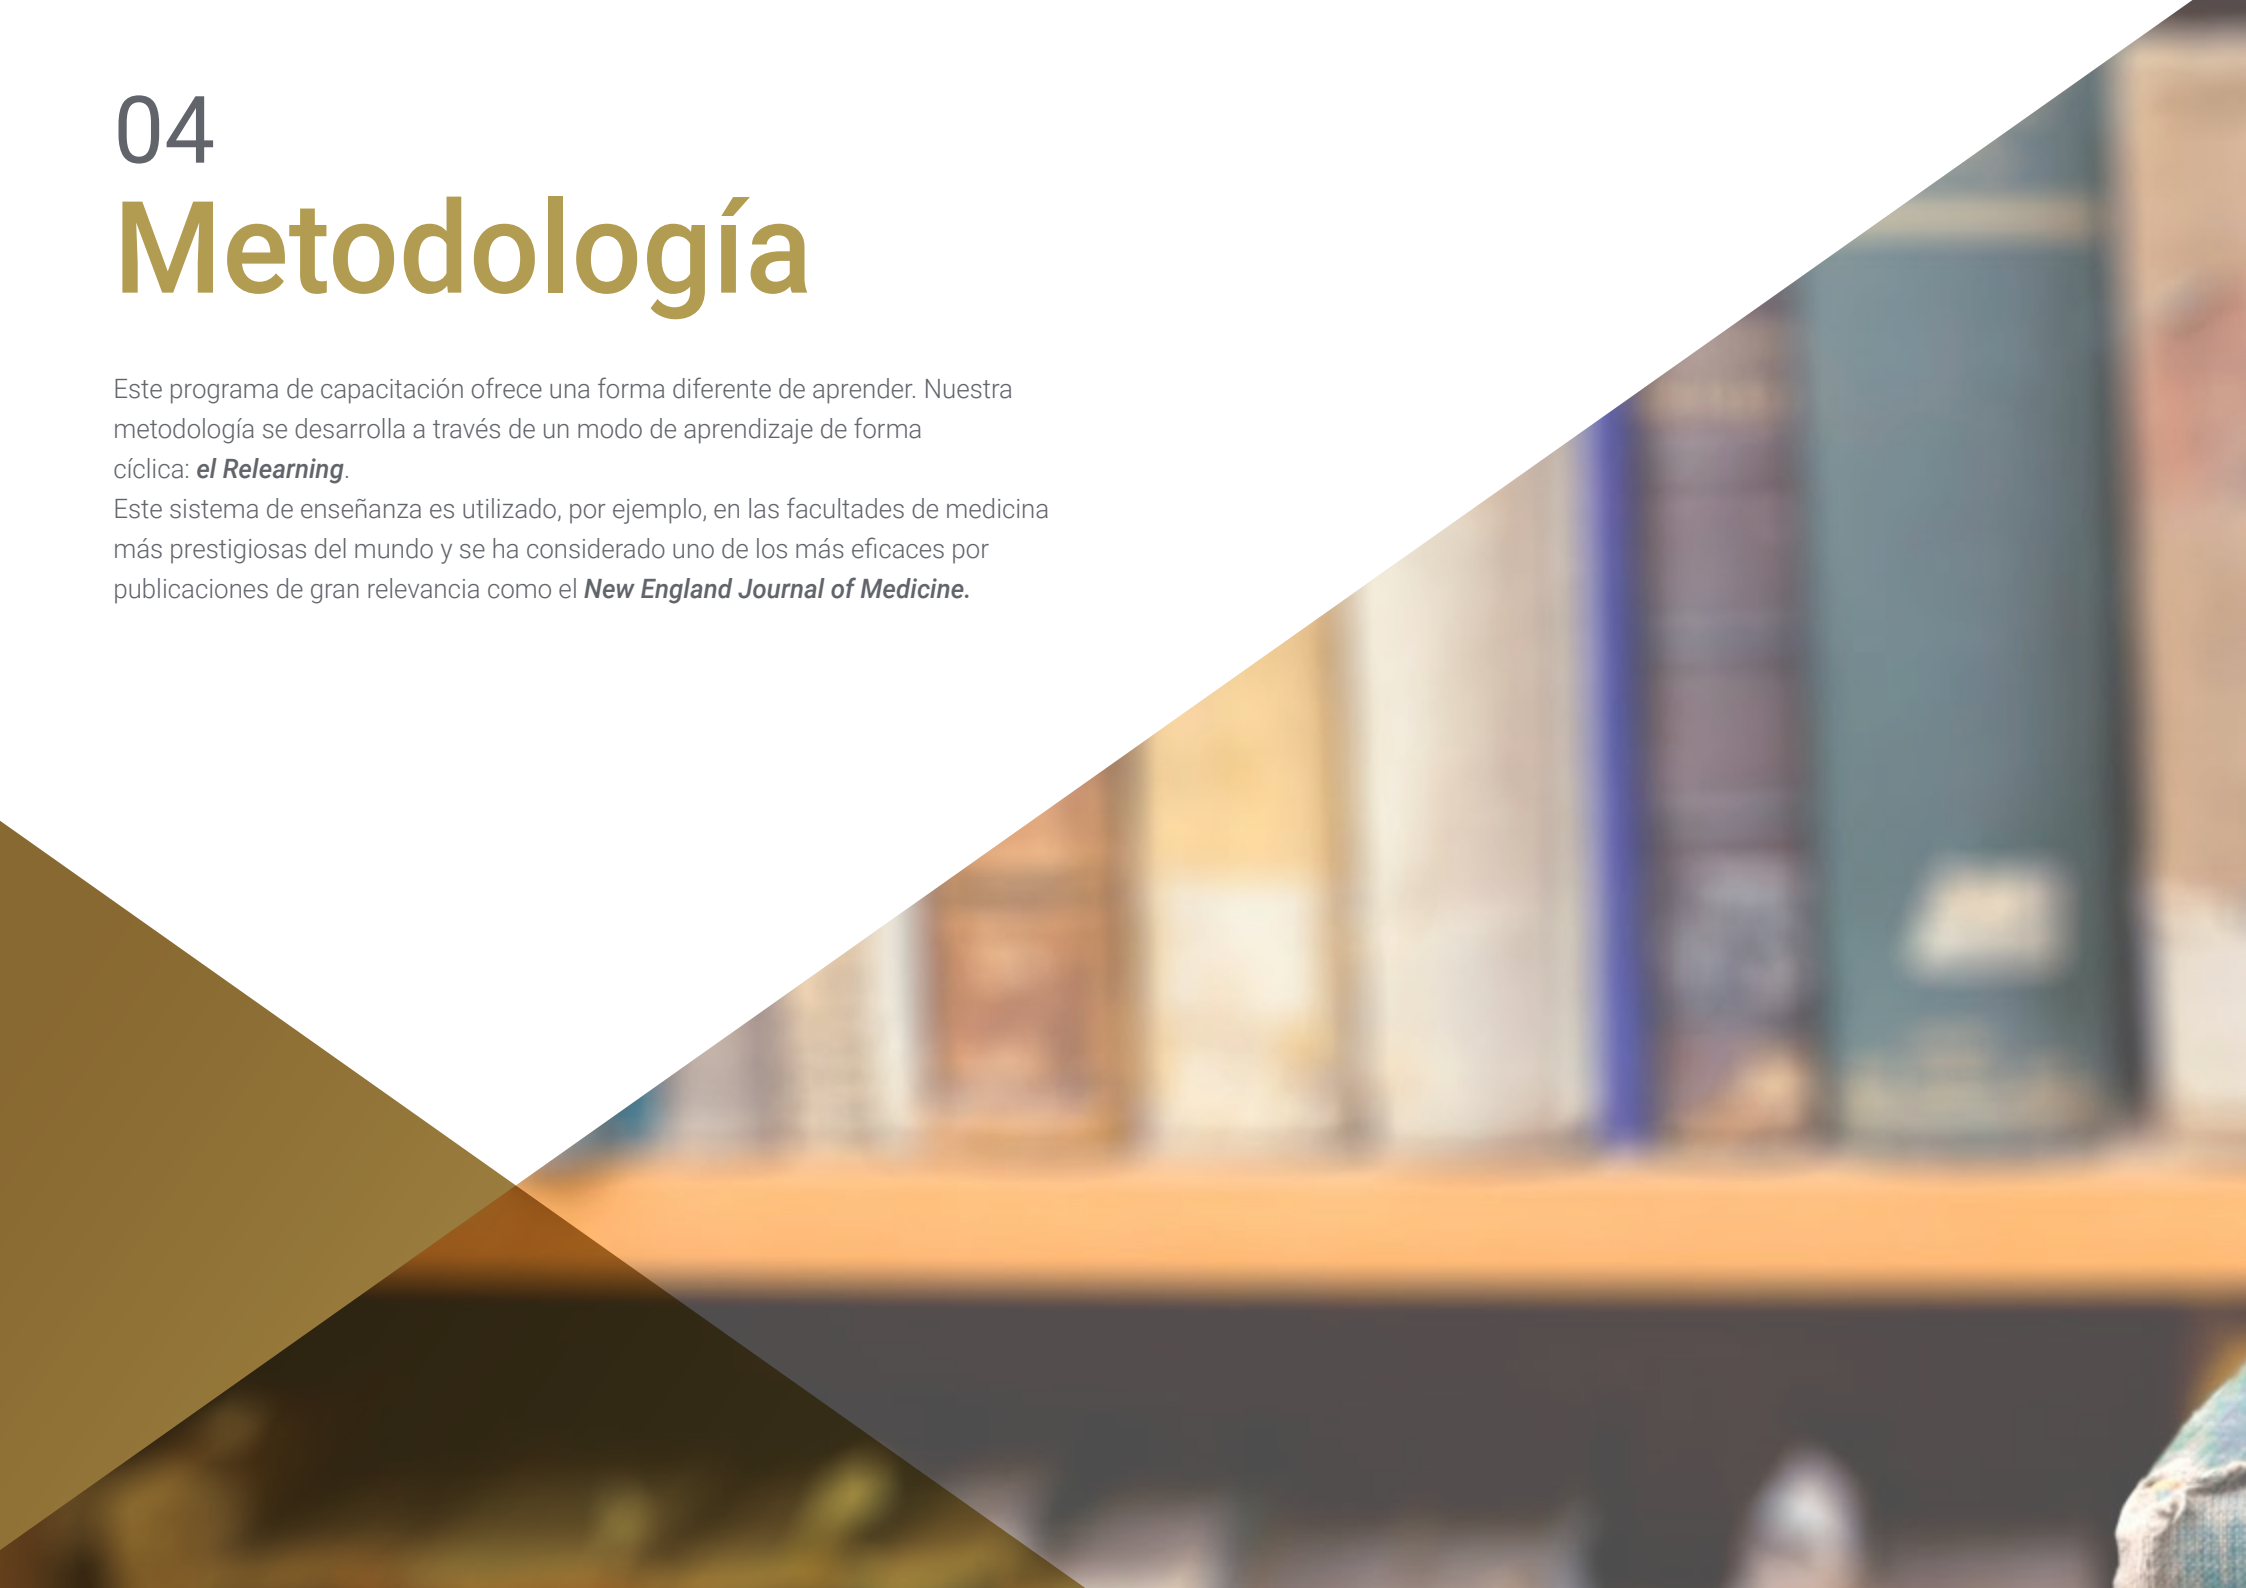 04
Metodología
Este programa de capacitación ofrece una forma diferente de aprender. Nuestra
metodología se desarrolla a través de un modo de aprendizaje de forma
cíclica: el Relearning.
Este sistema de enseñanza es utilizado, por ejemplo, en las facultades de medicina
más prestigiosas del mundo y se ha considerado uno de los más eficaces por
publicaciones de gran relevancia como el New England Journal of Medicine.